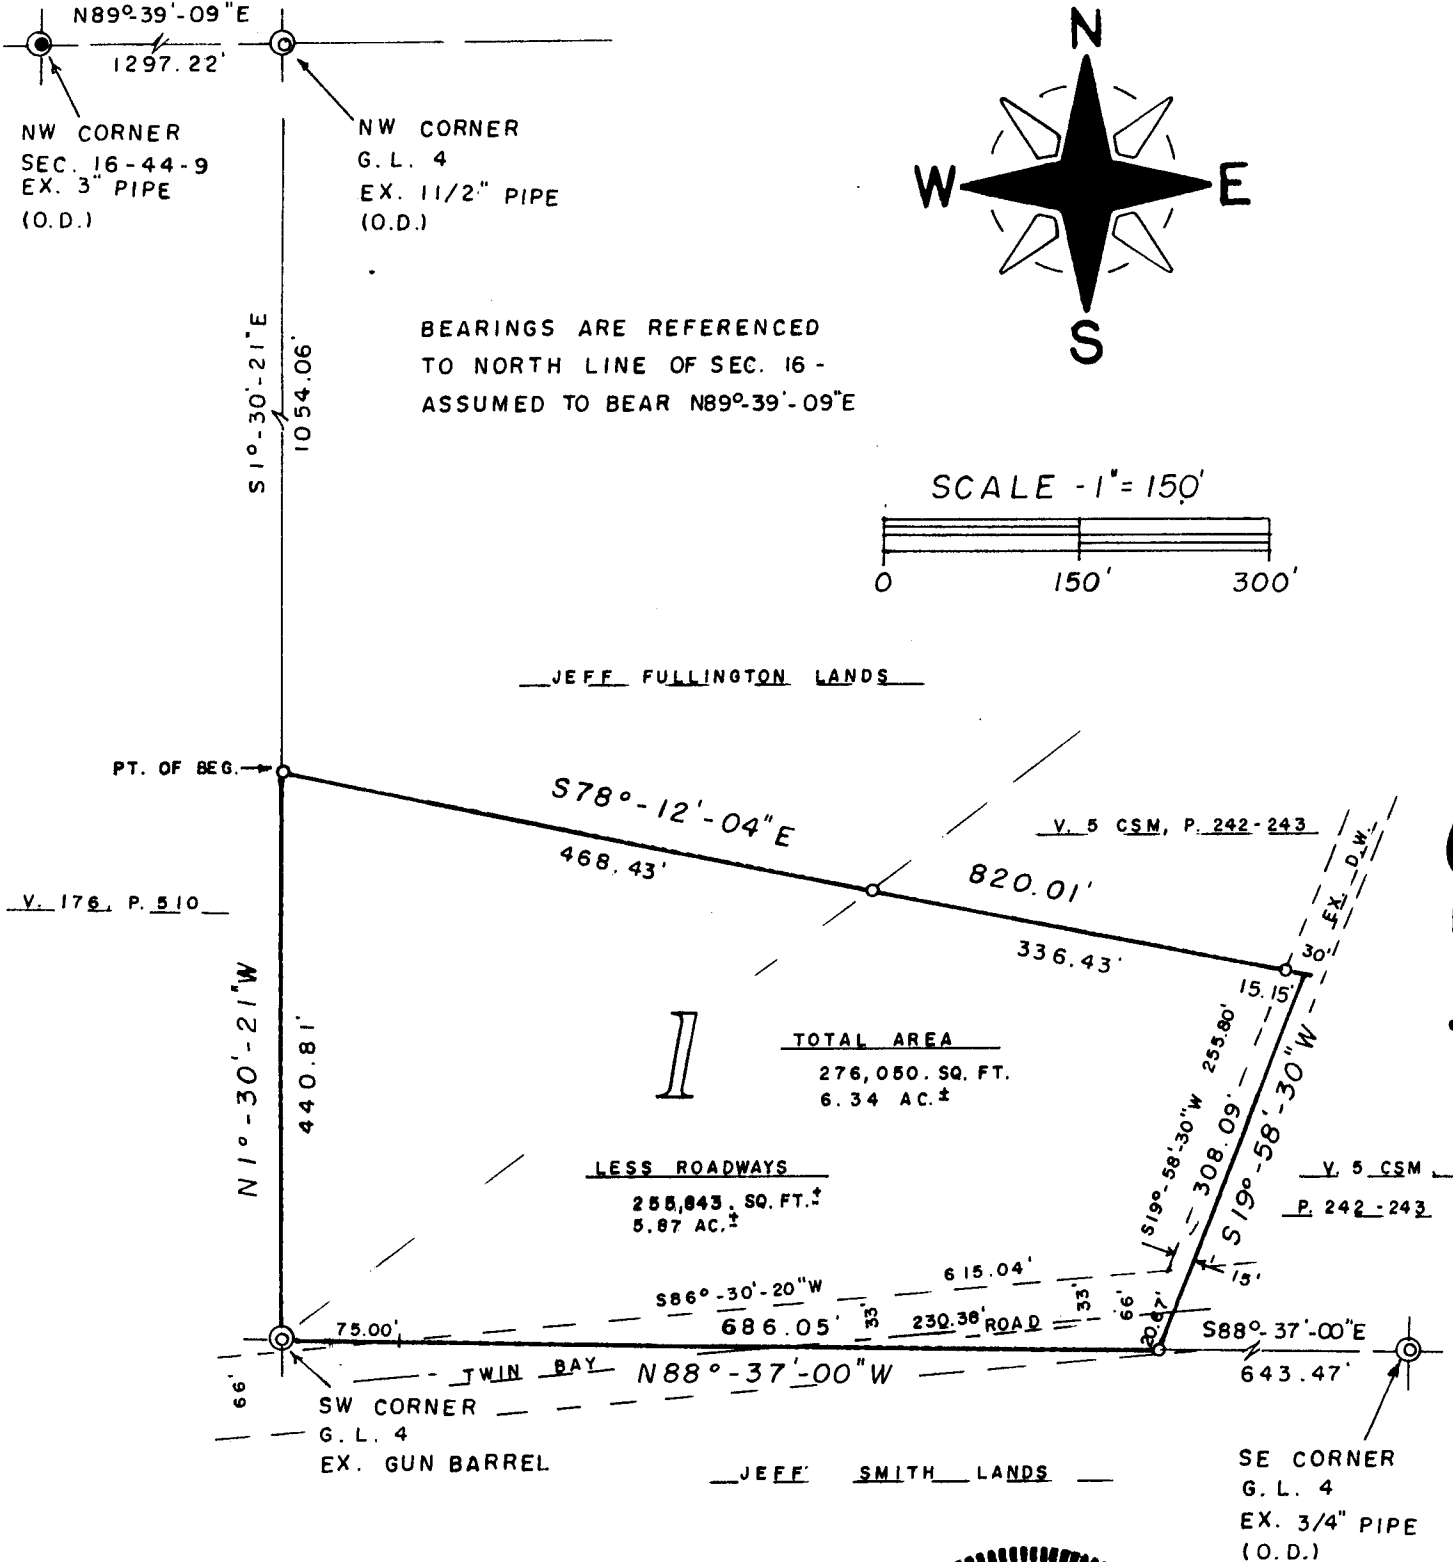 N89°-39'-09"E
1297.22'
NW CORNER
SEC. 16-44-9
EX. 3" PIPE
(O.D.)
NW CORNER
G. L. 4
EX. 11/2" PIPE
(O.D.)
N
W
E
S
S1°-30'-21"E
1054.06'
BEARINGS ARE REFERENCED
TO NORTH LINE OF SEC. 16 -
ASSUMED TO BEAR N89°-39'-09"E
SCALE - 1" = 150'
0 150' 300'
JEFF FULLINGTON LANDS
PT. OF BEG.
S78°-12'-04"E
468.43'
820.01'
336.43'
V. 5 CSM, P. 242-243
EX. D.W.
30'
15.15'
V. 176, P. 510
N1°-30'-21"W
440.81'
1
TOTAL AREA
276,050. SQ. FT.
6.34 AC.±
LESS ROADWAYS
255,843. SQ. FT.±
5.87 AC.±
S19°-58'-30"W 255.80'
308.09'
S19°-58'-30"W
V. 5 CSM
P. 242-243
15'
S86°-30'-20"W
615.04'
33'
33'
66'
20.67'
75.00'
686.05'
230.38'
ROAD
TWIN BAY
N88°-37'-00"W
S88°-37'-00"E
643.47'
66'
SW CORNER
G. L. 4
EX. GUN BARREL
JEFF SMITH LANDS
SE CORNER
G. L. 4
EX. 3/4" PIPE
(O.D.)